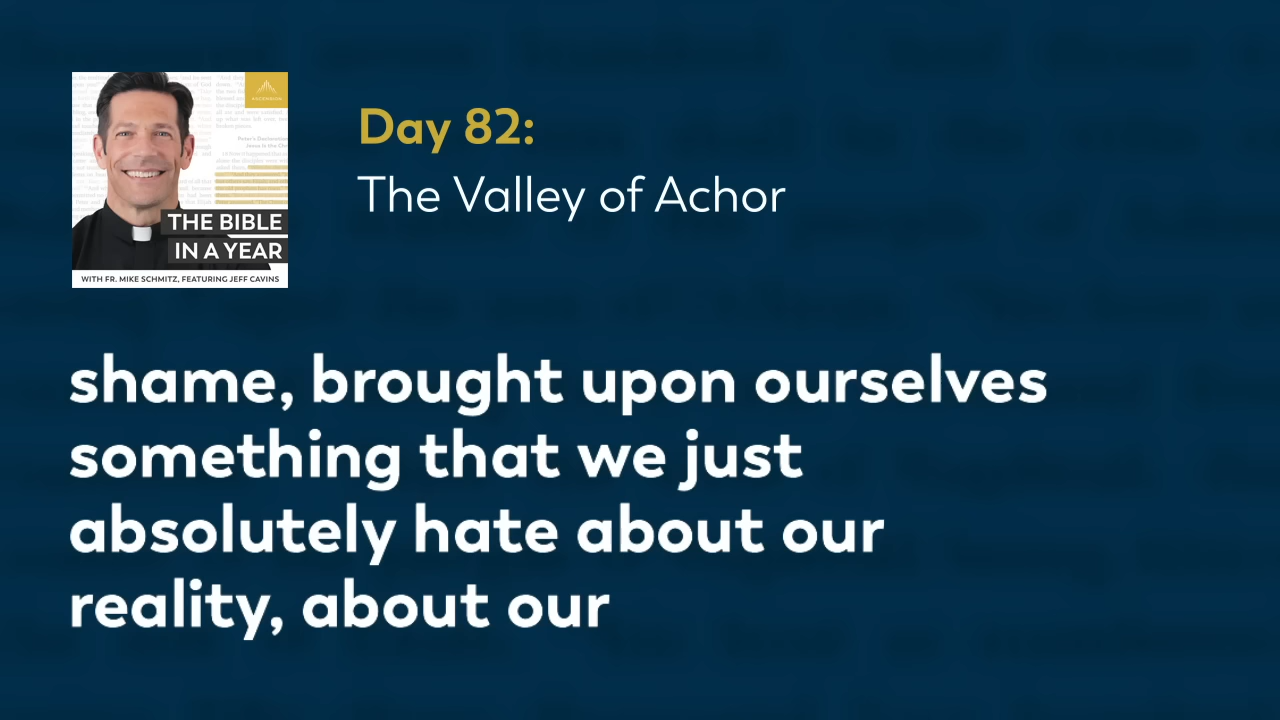 Day 82:
The Valley of Achor
ASCENSION
THE BIBLE
IN A YEAR
WITH FR. MIKE SCHMITZ, FEATURING JEFF CAVINS
shame, brought upon ourselves
something that we just
absolutely hate about our
reality, about our